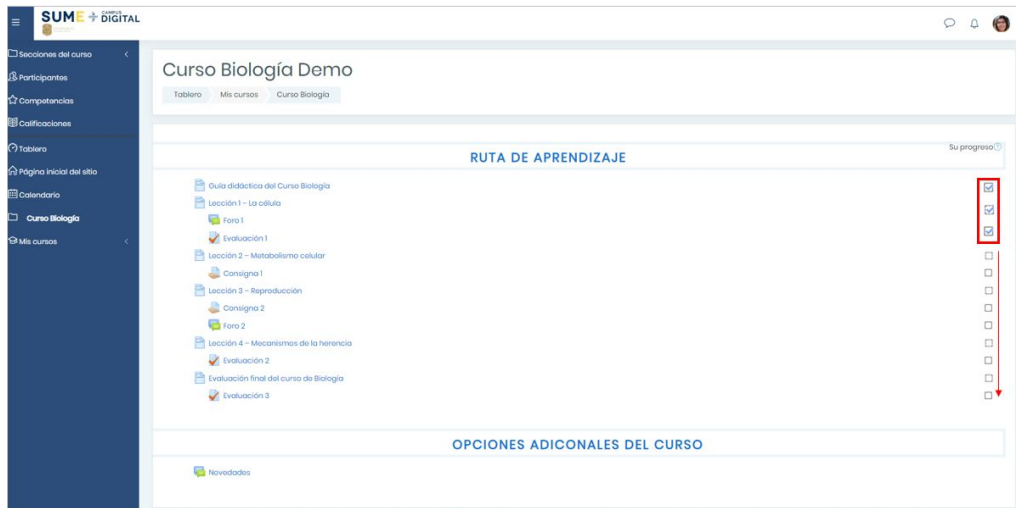 SUME + CAMPUS DIGITAL
Secciones del curso
Participantes
Competencias
Calificaciones
Tablero
Página inicial del sitio
Calendario
Curso Biología
Mis cursos
Curso Biología Demo
Tablero Mis cursos Curso Biología
Su progreso
RUTA DE APRENDIZAJE
Guía didáctica del Curso Biología
Lección 1 - La célula
Foro 1
Evaluación 1
Lección 2 - Metabolismo celular
Consigna 1
Lección 3 - Reproducción
Consigna 2
Foro 2
Lección 4 - Mecanismos de la herencia
Evaluación 2
Evaluación final del curso de Biología
Evaluación 3
OPCIONES ADICONALES DEL CURSO
Novedades